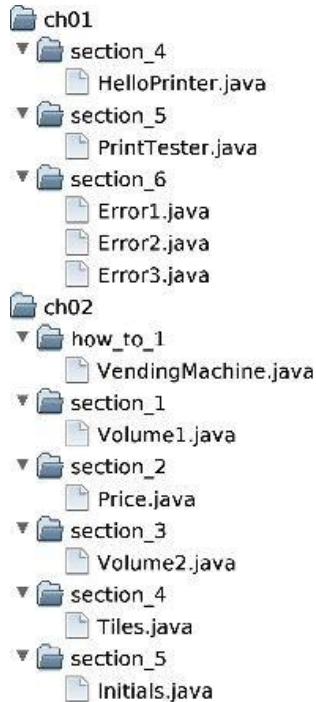 ch01
section_4
HelloPrinter.java
section_5
PrintTester.java
section_6
Error1.java
Error2.java
Error3.java
ch02
how_to_1
VendingMachine.java
section_1
Volume1.java
section_2
Price.java
section_3
Volume2.java
section_4
Tiles.java
section_5
Initials.java